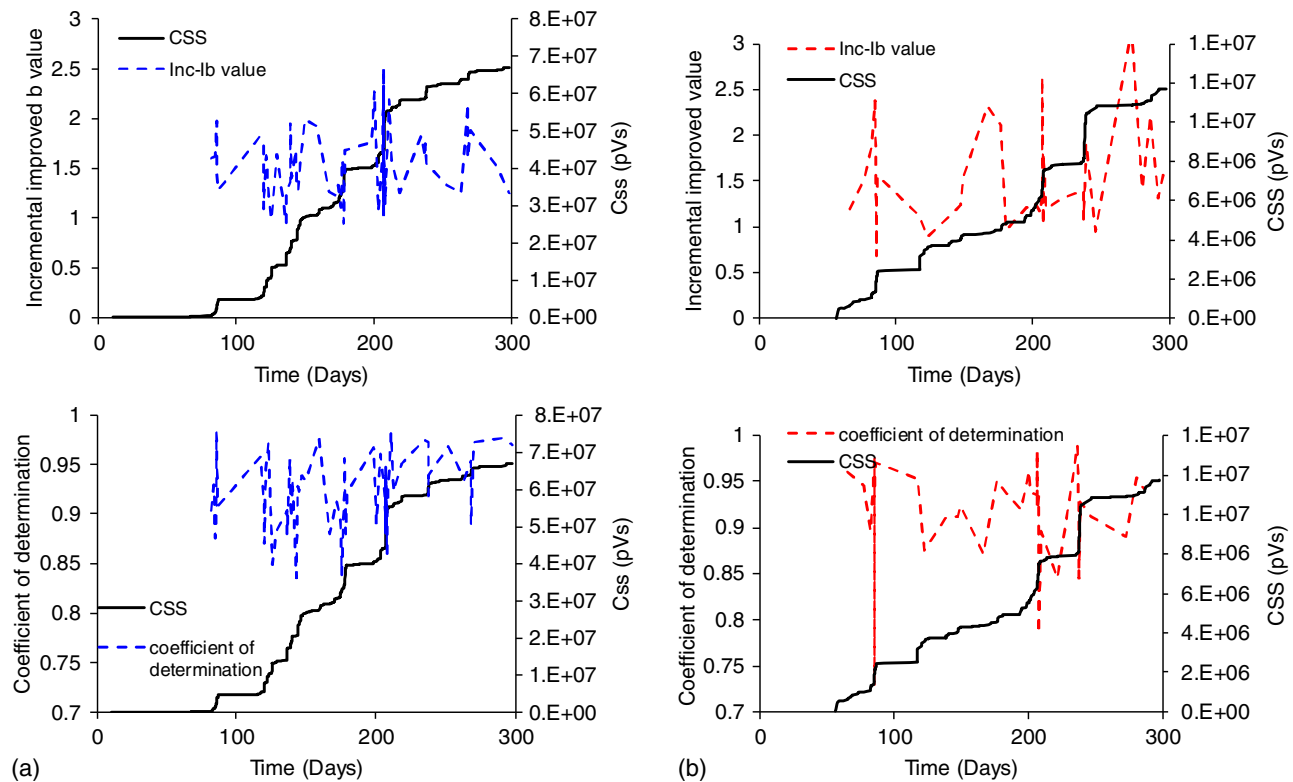 3
2.5
2
1.5
1
0.5
0
Incremental improved b value
CSS
Inc-Ib value
8.E+07
7.E+07
6.E+07
5.E+07
4.E+07
3.E+07
2.E+07
1.E+07
0.E+00
Css (pVs)
0 100 200 300
Time (Days)
3
2.5
2
1.5
1
0.5
0
Incremental improved value
Inc-Ib value
CSS
1.E+07
1.E+07
1.E+07
8.E+06
6.E+06
4.E+06
2.E+06
0.E+00
CSS (pVs)
0 100 200 300
Time (Days)
1
0.95
0.9
0.85
0.8
0.75
0.7
Coefficient of determination
CSS
coefficient of
determination
8.E+07
7.E+07
6.E+07
5.E+07
4.E+07
3.E+07
2.E+07
1.E+07
0.E+00
Css (pVs)
0 100 200 300
Time (Days)
(a)
1
0.95
0.9
0.85
0.8
0.75
0.7
Coefficient of determination
coefficient of determination
CSS
1.E+07
1.E+07
1.E+07
8.E+06
6.E+06
4.E+06
2.E+06
0.E+00
CSS (pVs)
0 100 200 300
Time (Days)
(b)